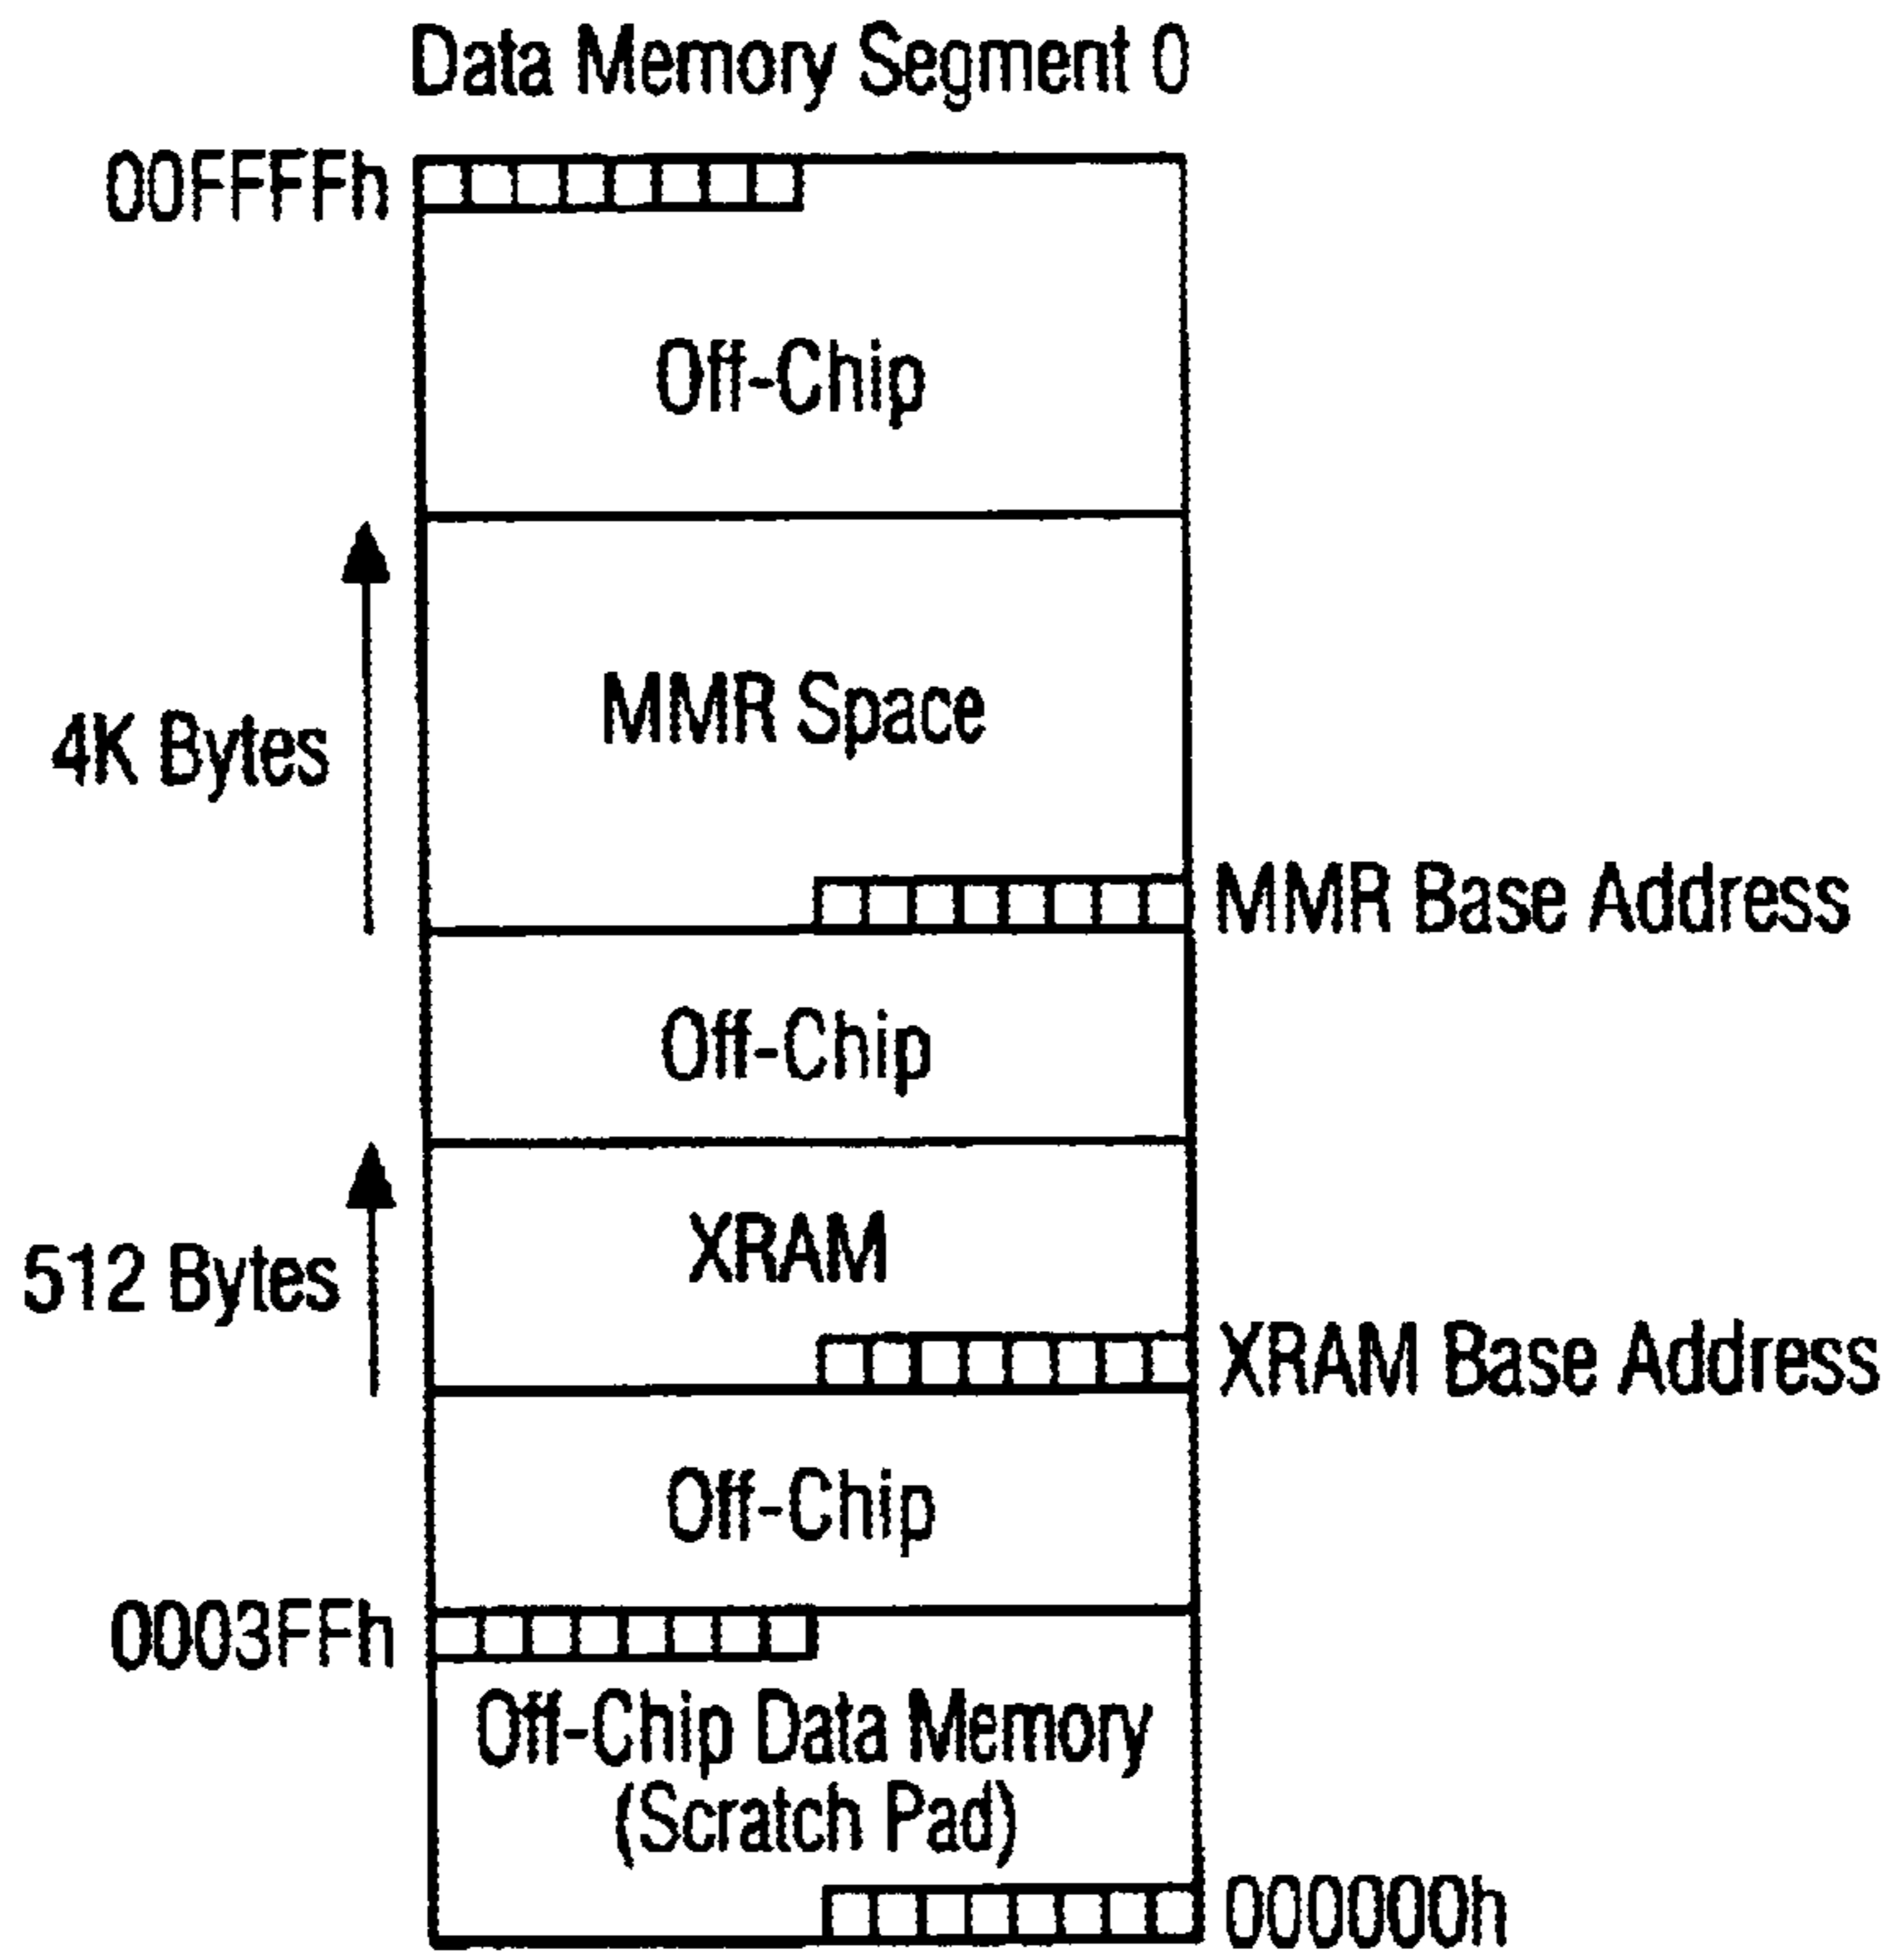 Data Memory Segment 0
00FFFFh
Off-Chip
MMR Space
4K Bytes
MMR Base Address
Off-Chip
XRAM
512 Bytes
XRAM Base Address
Off-Chip
0003FFh
Off-Chip Data Memory
(Scratch Pad)
000000h